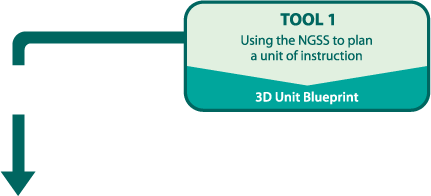 TOOL 1
Using the NGSS to plan
a unit of instruction
3D Unit Blueprint